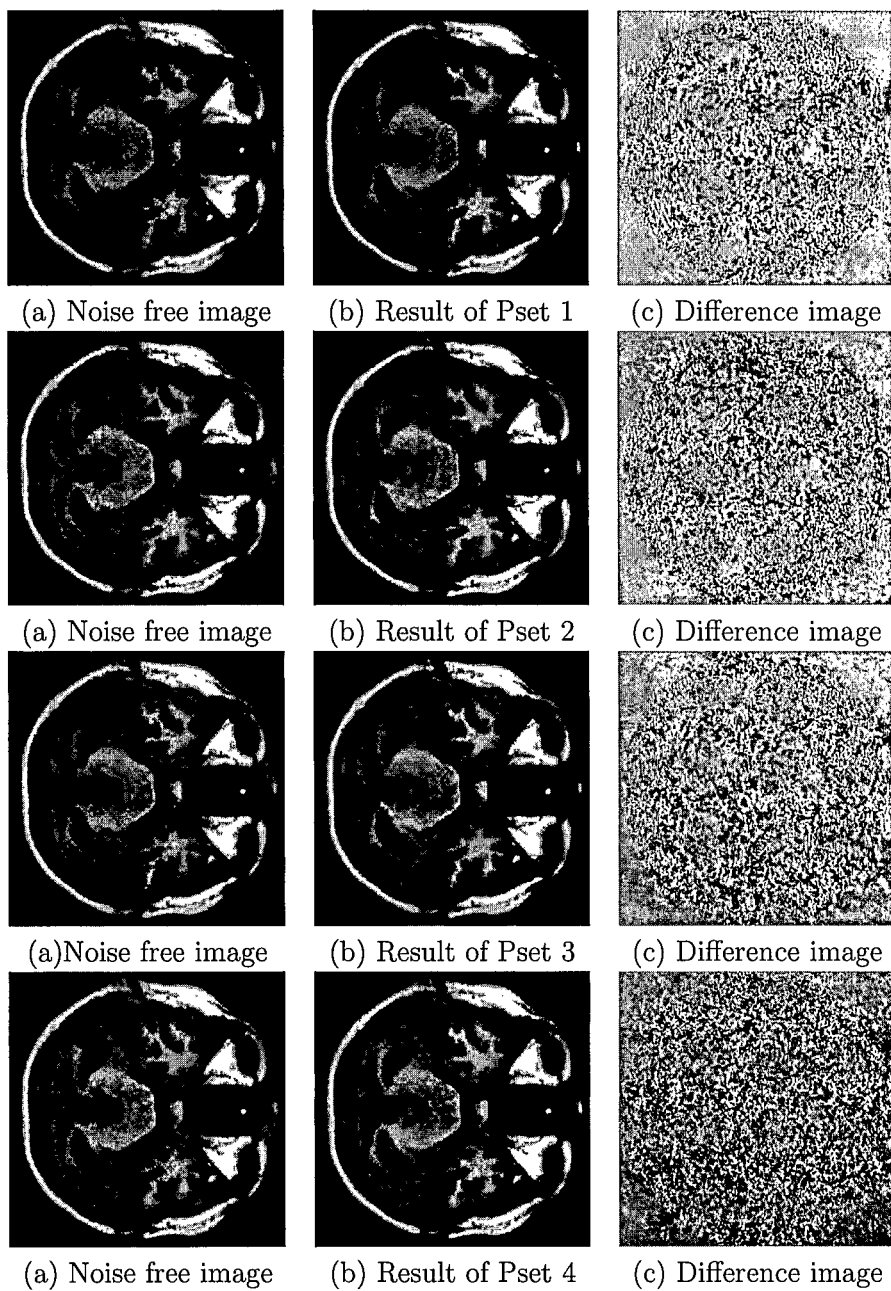 (a) Noise free image (b) Result of Pset 1 (c) Difference image
(a) Noise free image (b) Result of Pset 2 (c) Difference image
(a)Noise free image (b) Result of Pset 3 (c) Difference image
(a) Noise free image (b) Result of Pset 4 (c) Difference image